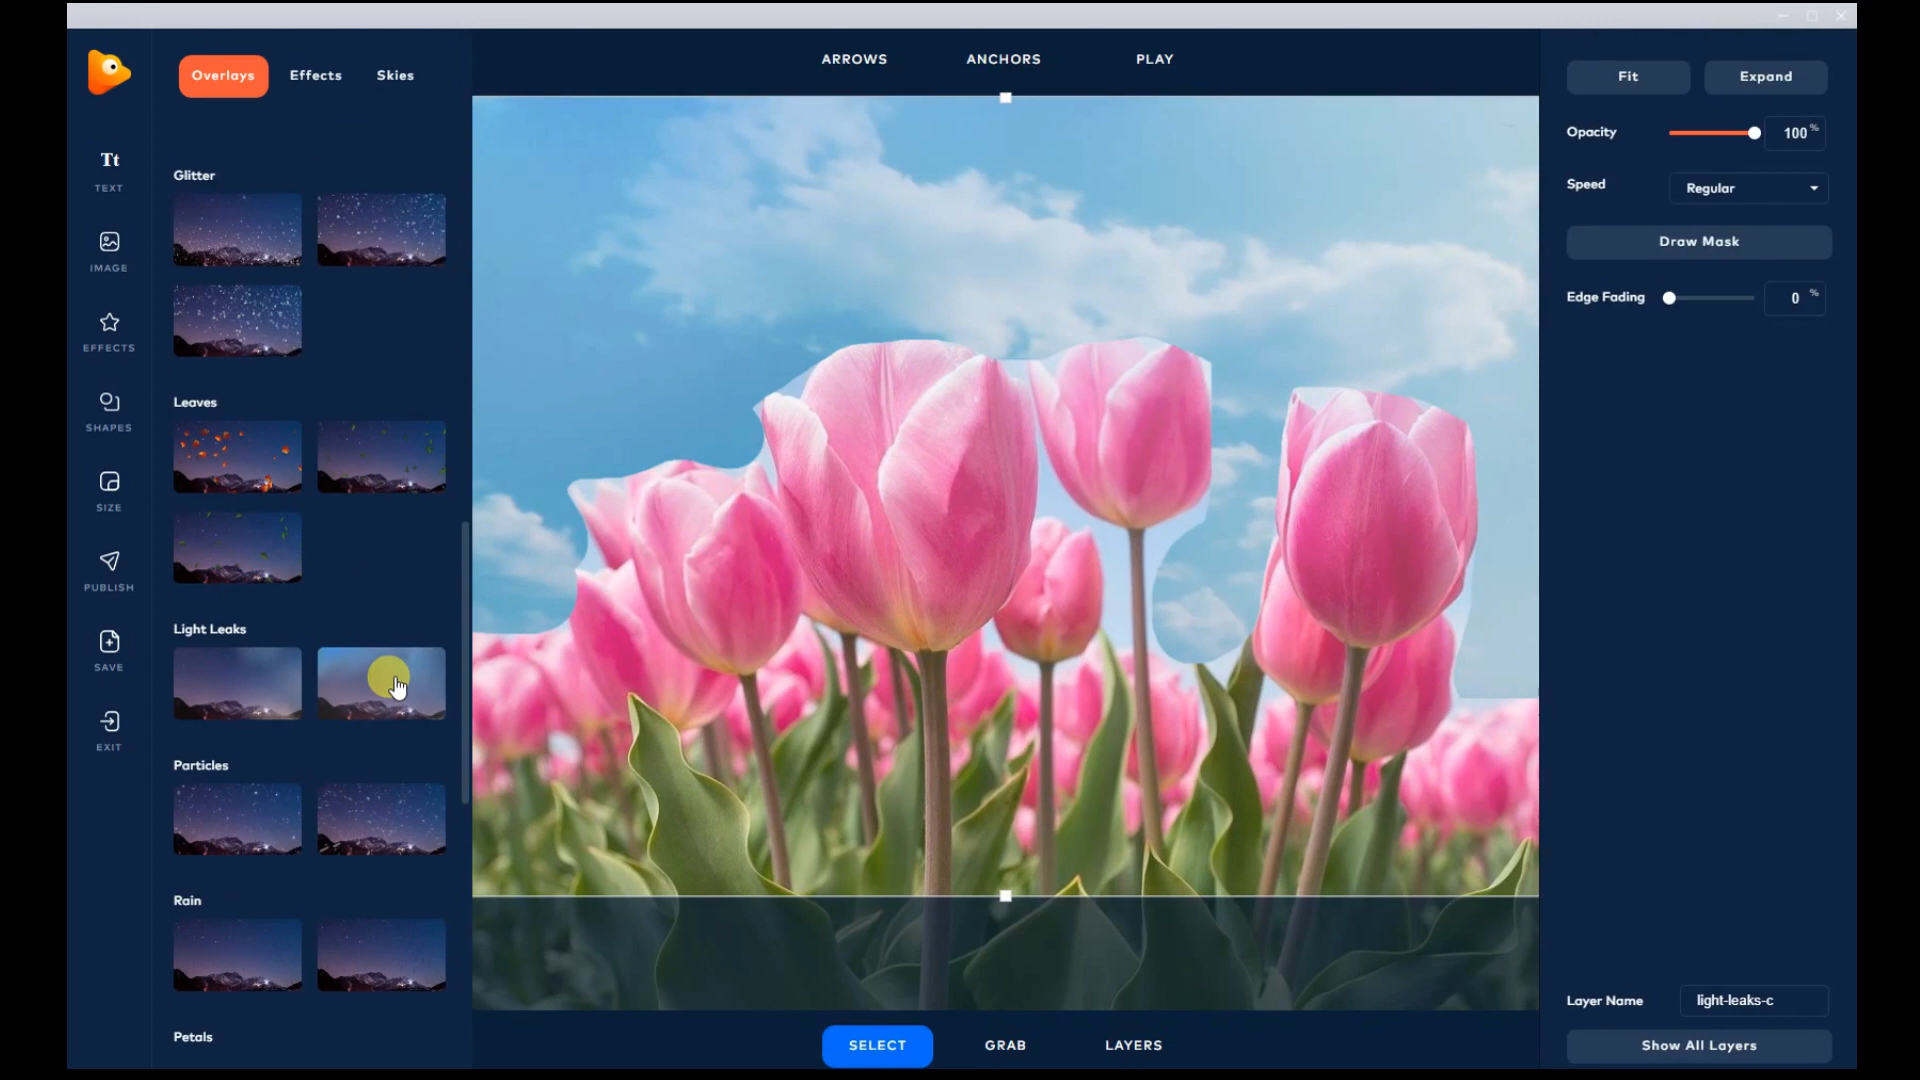 Overlays
Effects
Skies
ARROWS
ANCHORS
PLAY
Fit
Expand
Opacity
100 %
Speed
Regular
Draw Mask
Edge Fading
0 %
Tt
TEXT
IMAGE
EFFECTS
SHAPES
SIZE
PUBLISH
SAVE
EXIT
Glitter
Leaves
Light Leaks
Particles
Rain
Petals
SELECT
GRAB
LAYERS
Layer Name
light-leaks-c
Show All Layers